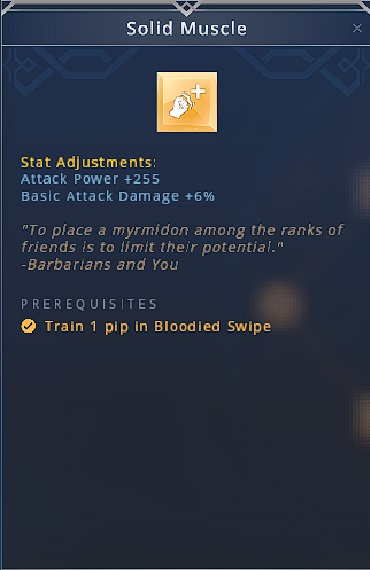 Solid Muscle
Stat Adjustments:
Attack Power +255
Basic Attack Damage +6%
"To place a myrmidon among the ranks of
friends is to limit their potential."
-Barbarians and You
PREREQUISITES
Train 1 pip in Bloodied Swipe